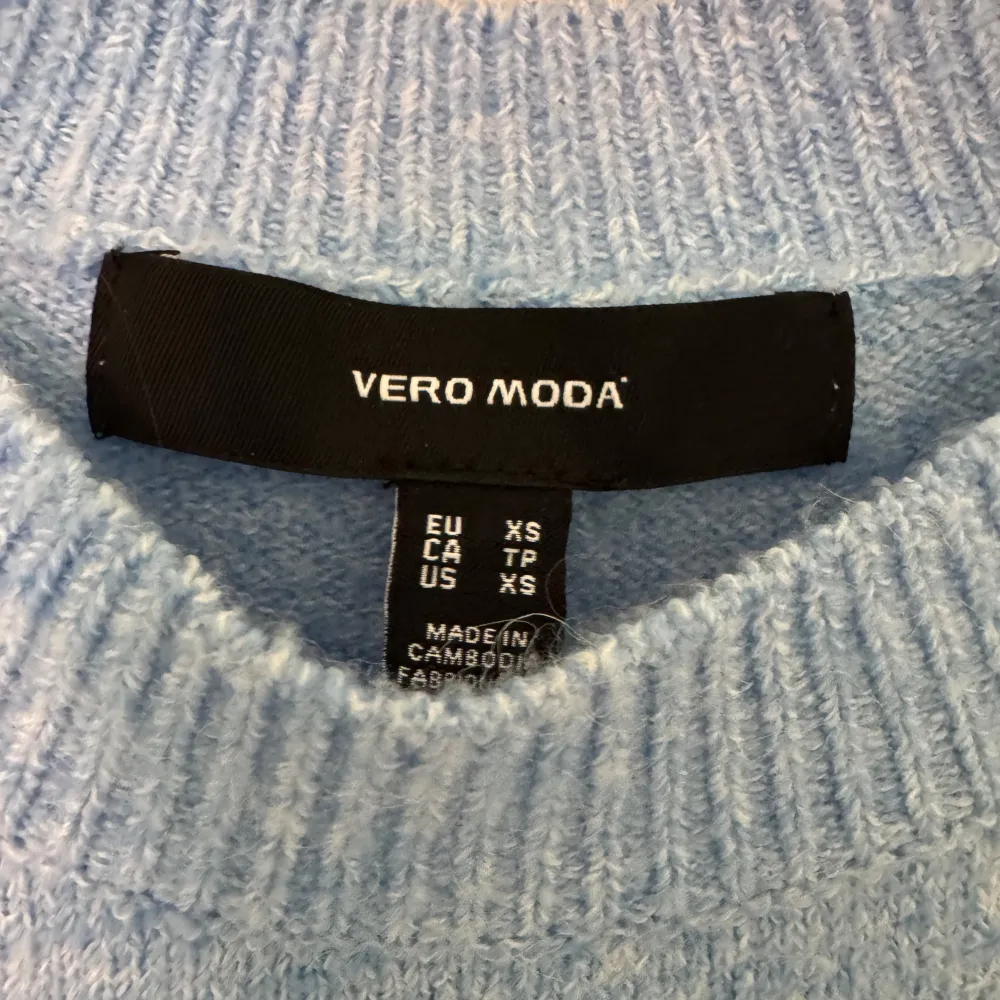 VERO MODA
EU XS
CA TP
US XS
MADE IN
CAMBODIA